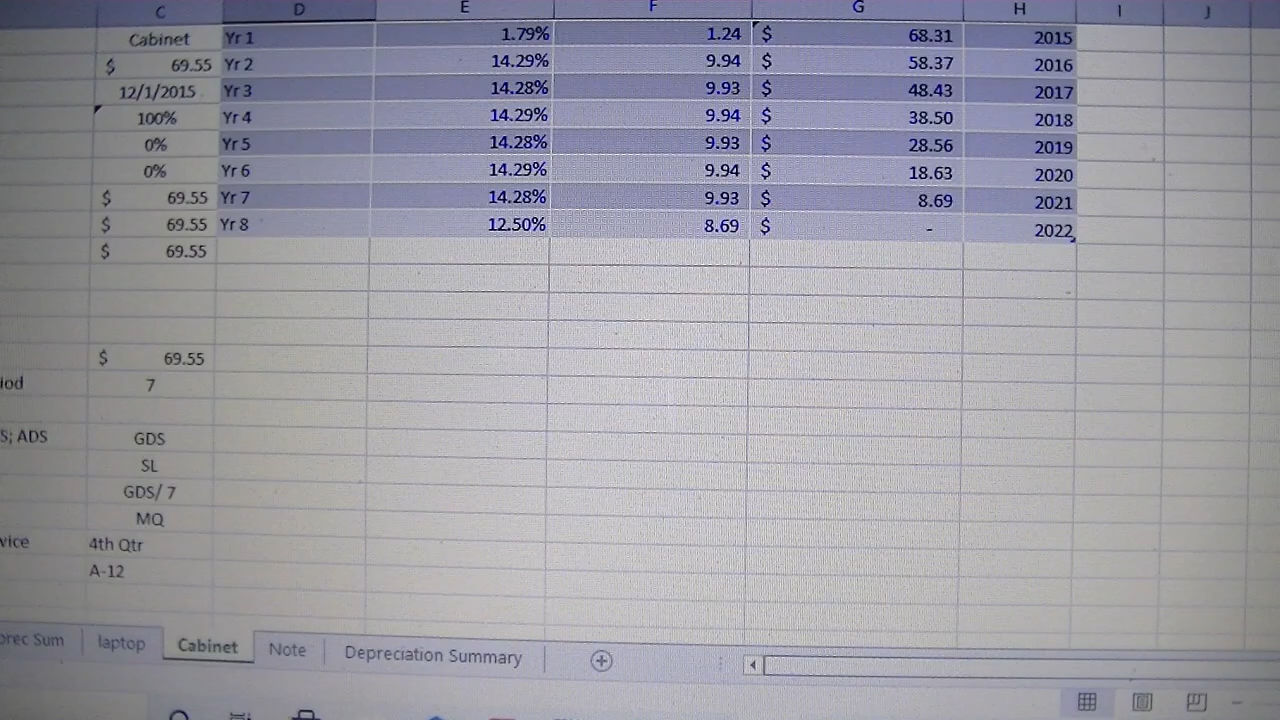 C D E F G H I J
Cabinet Yr 1 1.79% 1.24 $ 68.31 2015
$ 69.55 Yr 2 14.29% 9.94 $ 58.37 2016
12/1/2015 Yr 3 14.28% 9.93 $ 48.43 2017
100% Yr 4 14.29% 9.94 $ 38.50 2018
0% Yr 5 14.28% 9.93 $ 28.56 2019
0% Yr 6 14.29% 9.94 $ 18.63 2020
$ 69.55 Yr 7 14.28% 9.93 $ 8.69 2021
$ 69.55 Yr 8 12.50% 8.69 $ - 2022
$ 69.55
$ 69.55
iod 7
S; ADS GDS
SL
GDS/ 7
MQ
vice 4th Qtr
A-12
prec Sum laptop Cabinet Note Depreciation Summary